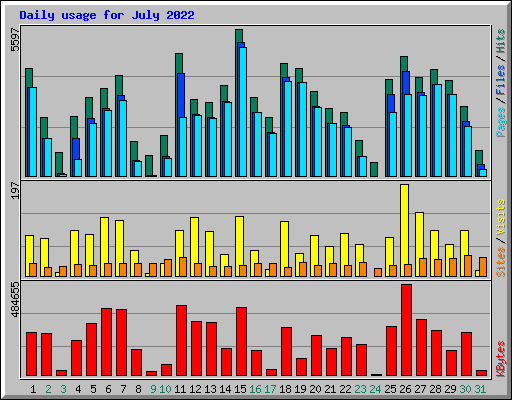 Daily usage for July 2022
5597
Pages / Files / Hits
197
Sites / Visits
484655
KBytes
1 2 3 4 5 6 7 8 9 10 11 12 13 14 15 16 17 18 19 20 21 22 23 24 25 26 27 28 29 30 31